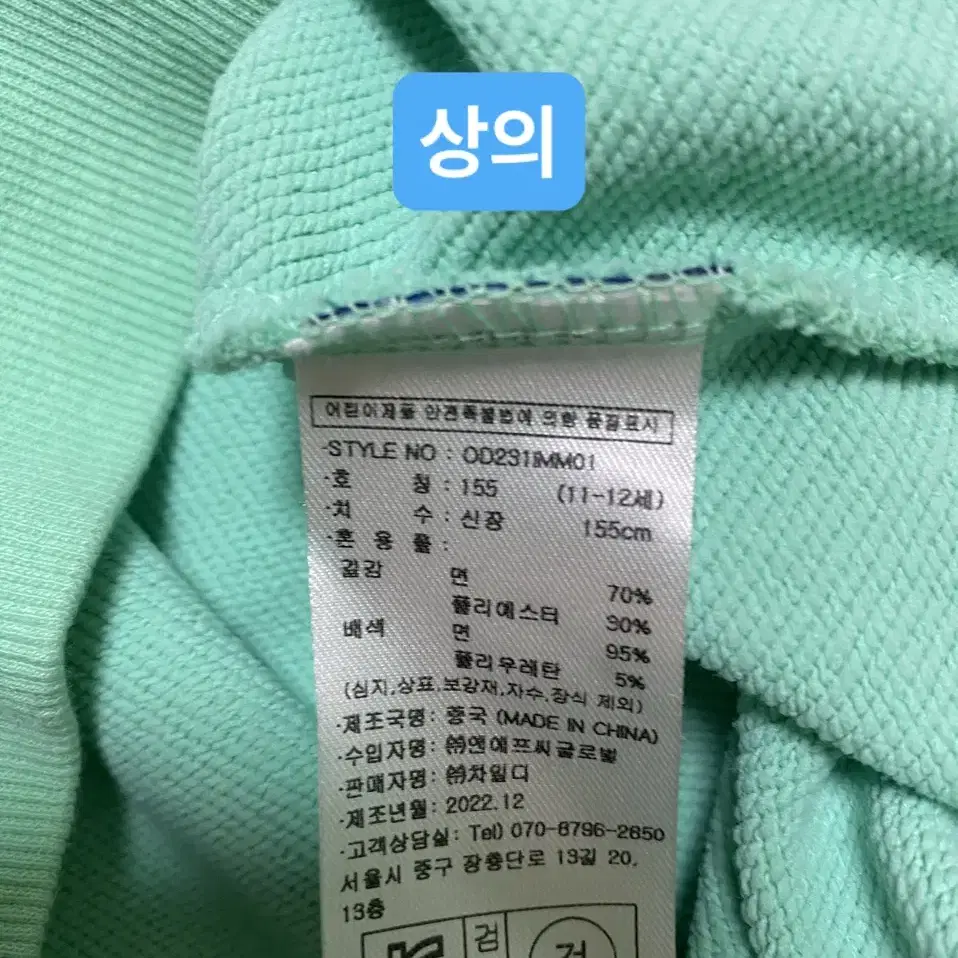 상의
어린이제품 안전특별법에 의한 품질표시
·STYLE NO : OD231IMM01
·호 칭 : 155 (11-12세)
·치 수 : 신장 155cm
·혼 용 율 :
겉감 면 70%
폴리에스터 30%
배색 면 95%
폴리우레탄 5%
(심지,상표,보강재,자수,장식 제외)
·제조국명: 중국 (MADE IN CHINA)
·수입자명: ㈜엔에프씨글로벌
·판매자명: ㈜차일디
·제조년월: 2022.12
·고객상담실: Tel) 070-8796-2650
서울시 중구 장충단로 13길 20,
13층
검